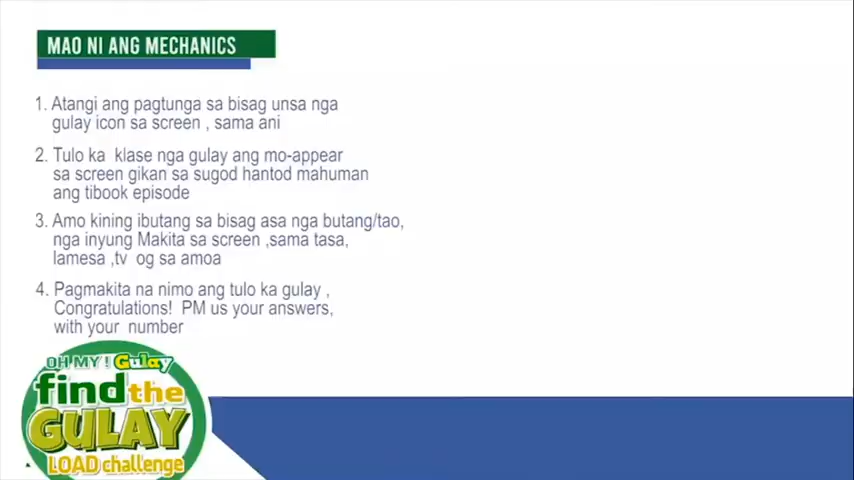 MAO NI ANG MECHANICS
1. Atangi ang pagtunga sa bisag unsa nga
gulay icon sa screen , sama ani
2. Tulo ka klase nga gulay ang mo-appear
sa screen gikan sa sugod hantod mahuman
ang tibook episode
3. Amo kining ibutang sa bisag asa nga butang/tao,
nga inyung Makita sa screen ,sama tasa,
lamesa ,tv og sa amoa
4. Pagmakita na nimo ang tulo ka gulay ,
Congratulations! PM us your answers,
with your number
OH MY! Gulay
find the
GULAY
LOAD challenge